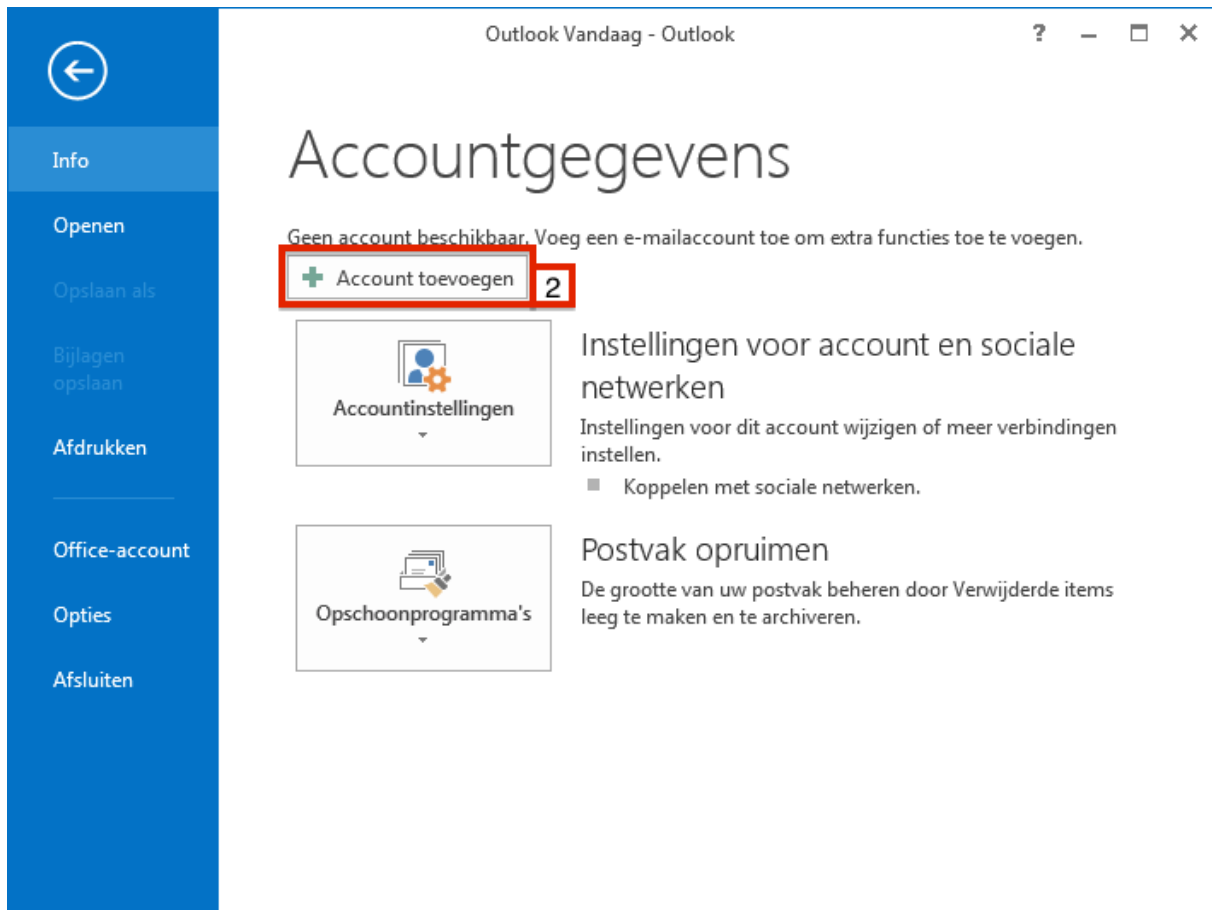 Outlook Vandaag - Outlook
?
Info
Openen
Opslaan als
Bijlagen
opslaan
Afdrukken
Office-account
Opties
Afsluiten
Accountgegevens
Geen account beschikbaar. Voeg een e-mailaccount toe om extra functies toe te voegen.
Account toevoegen
2
Accountinstellingen
Instellingen voor account en sociale
netwerken
Instellingen voor dit account wijzigen of meer verbindingen
instellen.
Koppelen met sociale netwerken.
Opschoonprogramma's
Postvak opruimen
De grootte van uw postvak beheren door Verwijderde items
leeg te maken en te archiveren.